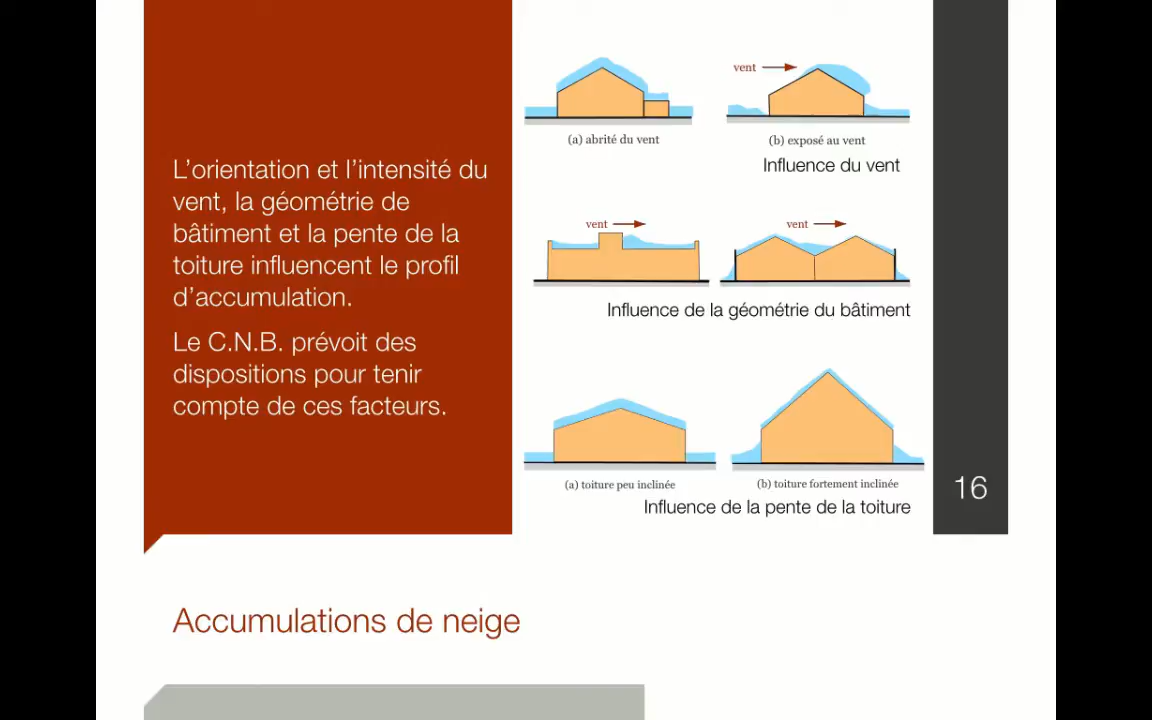 L’orientation et l’intensité du
vent, la géométrie de
bâtiment et la pente de la
toiture influencent le profil
d’accumulation.
Le C.N.B. prévoit des
dispositions pour tenir
compte de ces facteurs.
vent
(a) abrité du vent
(b) exposé au vent
Influence du vent
vent
vent
Influence de la géométrie du bâtiment
(a) toiture peu inclinée
(b) toiture fortement inclinée
Influence de la pente de la toiture
16
Accumulations de neige